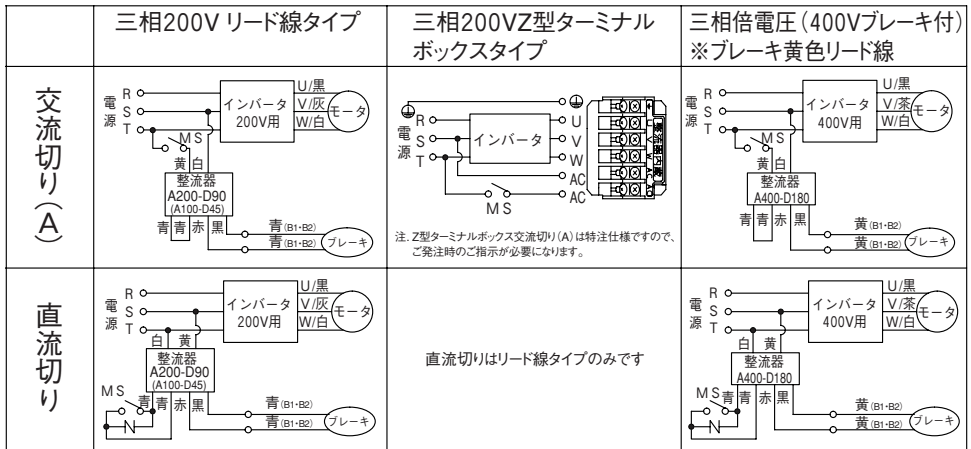 三相200V リード線タイプ
三相200VZ型ターミナル
ボックスタイプ
三相倍電圧(400Vブレーキ付)
※ブレーキ黄色リード線
交流切り(A)
電源
R
S
T
インバータ
200V用
U/黒
V/灰
W/白
モータ
MS
黄 白
整流器
A200-D90
(A100-D45)
青 青 赤 黒
青(B1・B2)
青(B1・B2)
ブレーキ
電源
R
S
T
インバータ
U
V
W
AC
AC
MS
U
V
W
AC
AC
整流器内蔵
注. Z型ターミナルボックス交流切り(A)は特注仕様ですので、
ご発注時のご指示が必要になります。
電源
R
S
T
インバータ
400V用
U/黒
V/茶
W/白
モータ
MS
黄 白
整流器
A400-D180
青 青 赤 黒
黄(B1・B2)
黄(B1・B2)
ブレーキ
直流切り
電源
R
S
T
インバータ
200V用
U/黒
V/灰
W/白
モータ
白 黄
整流器
A200-D90
(A100-D45)
MS
青 青 赤 黒
N
青(B1・B2)
青(B1・B2)
ブレーキ
直流切りはリード線タイプのみです
電源
R
S
T
インバータ
400V用
U/黒
V/茶
W/白
モータ
白 黄
整流器
A400-D180
MS
青 青 赤 黒
N
黄(B1・B2)
黄(B1・B2)
ブレーキ